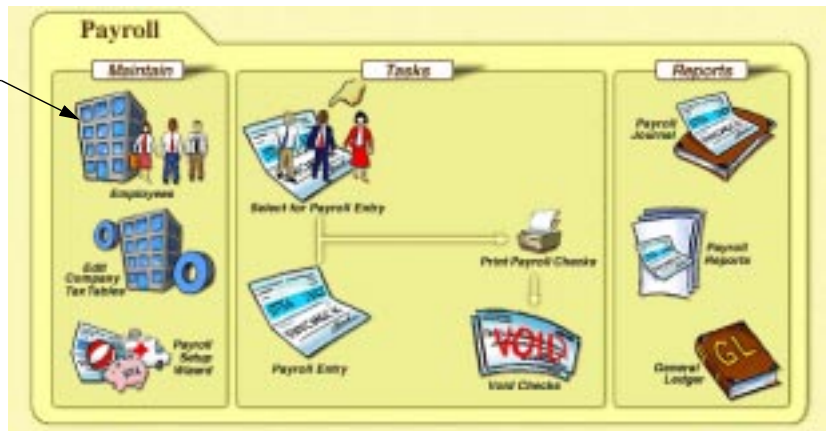 Payroll
Maintain
Employees
Edit
Company
Tax Tables
Payroll
Setup
Wizard
Tasks
Select for Payroll Entry
Print Payroll Checks
Payroll Entry
VOID
Void Checks
Reports
Payroll
Journal
Payroll
Reports
GL
General
Ledger